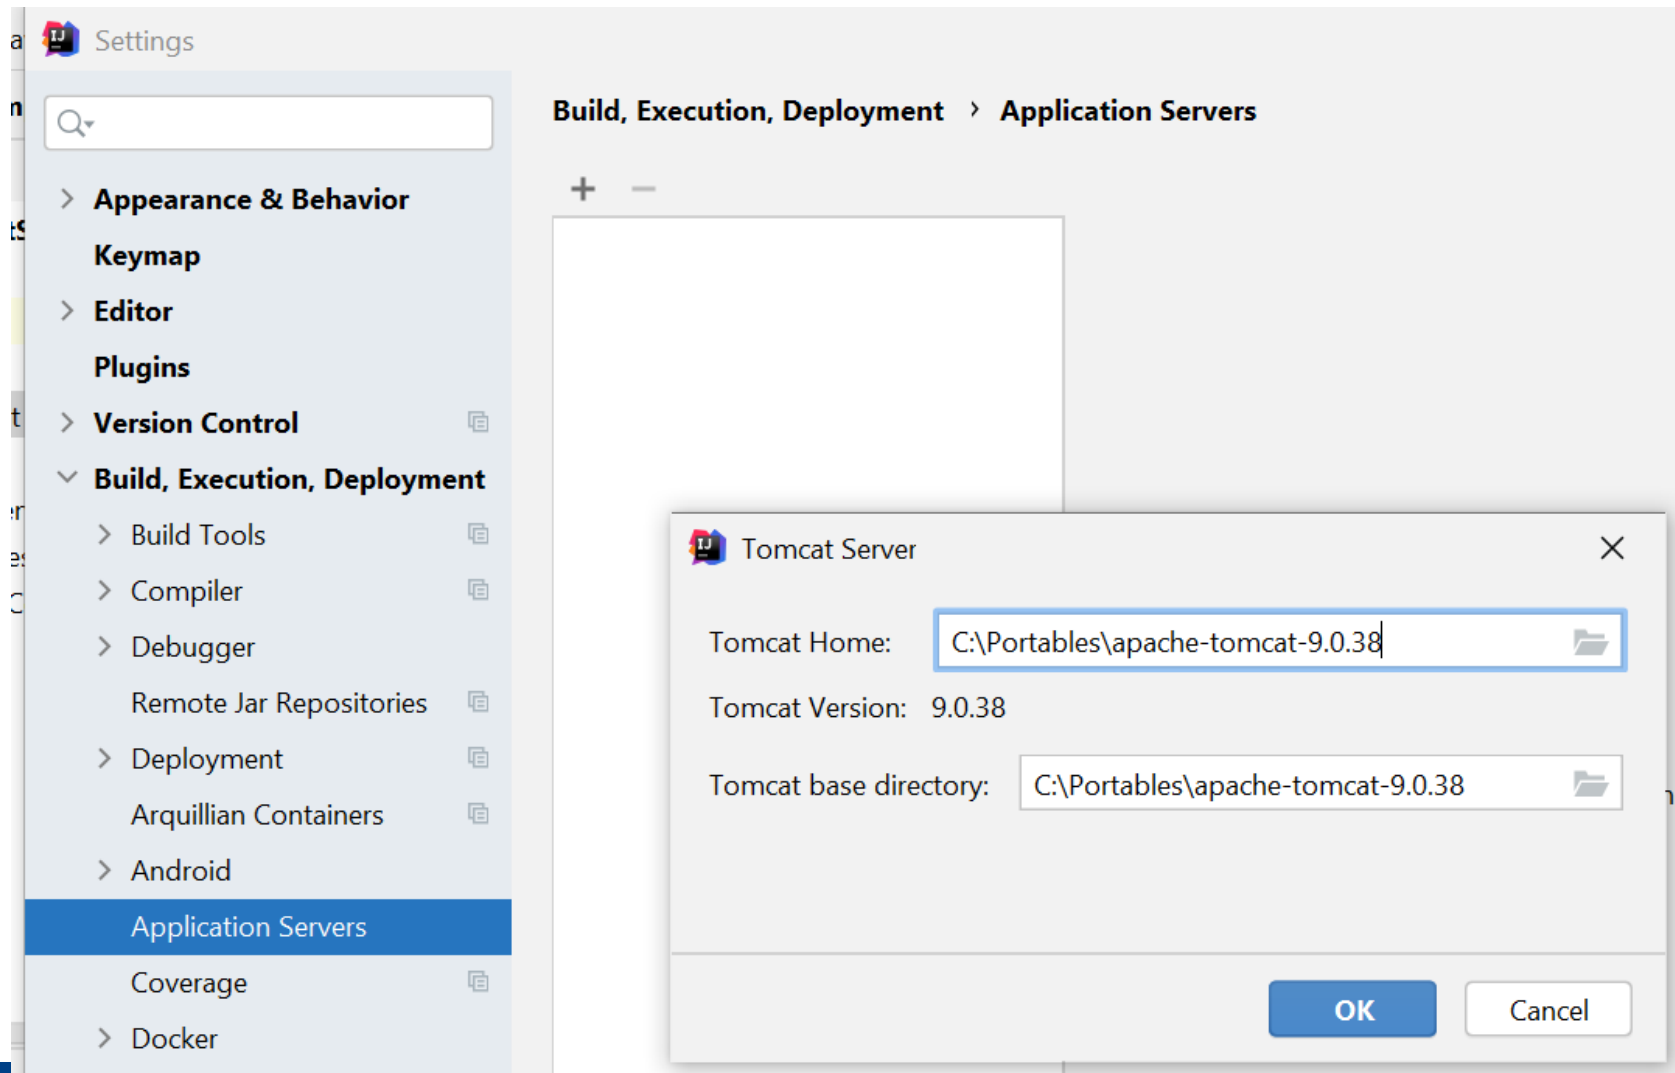 Settings
Build, Execution, Deployment › Application Servers
Appearance & Behavior
Keymap
Editor
Plugins
Version Control
Build, Execution, Deployment
Build Tools
Compiler
Debugger
Remote Jar Repositories
Deployment
Arquillian Containers
Android
Application Servers
Coverage
Docker
Tomcat Server
Tomcat Home: C:\Portables\apache-tomcat-9.0.38
Tomcat Version: 9.0.38
Tomcat base directory: C:\Portables\apache-tomcat-9.0.38
OK Cancel